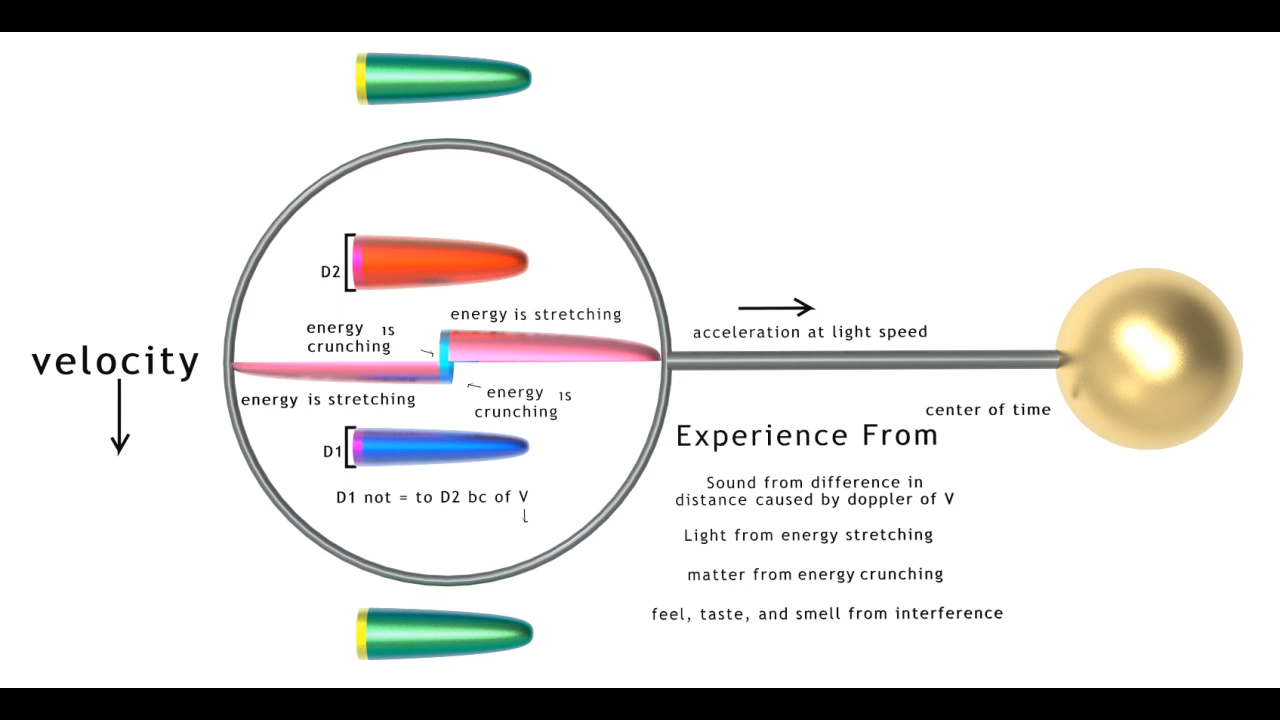 D2
energy is stretching
energy is
crunching
velocity
acceleration at light speed
energy is stretching
energy is
crunching
center of time
Experience From
D1
Sound from difference in
distance caused by doppler of V
D1 not = to D2 bc of V
Light from energy stretching
matter from energy crunching
feel, taste, and smell from interference